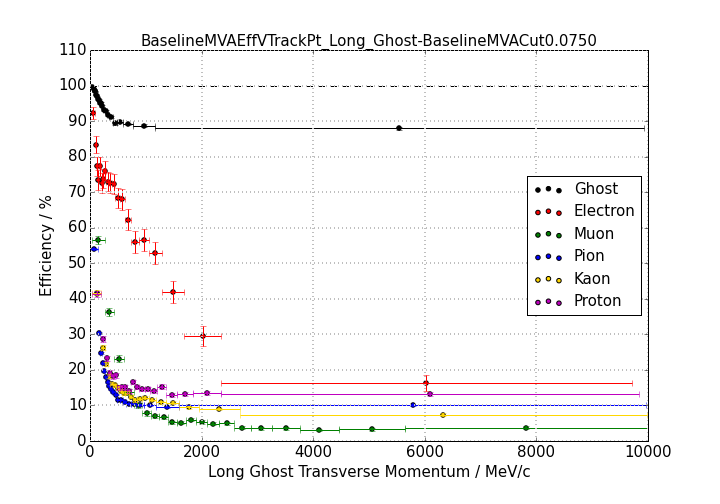 BaselineMVAEffVTrackPt_Long_Ghost-BaselineMVACut0.0750
110
100
90
80
70
60
50
40
30
20
10
0
Efficiency / %
Ghost
Electron
Muon
Pion
Kaon
Proton
0 2000 4000 6000 8000 10000
Long Ghost Transverse Momentum / MeV/c